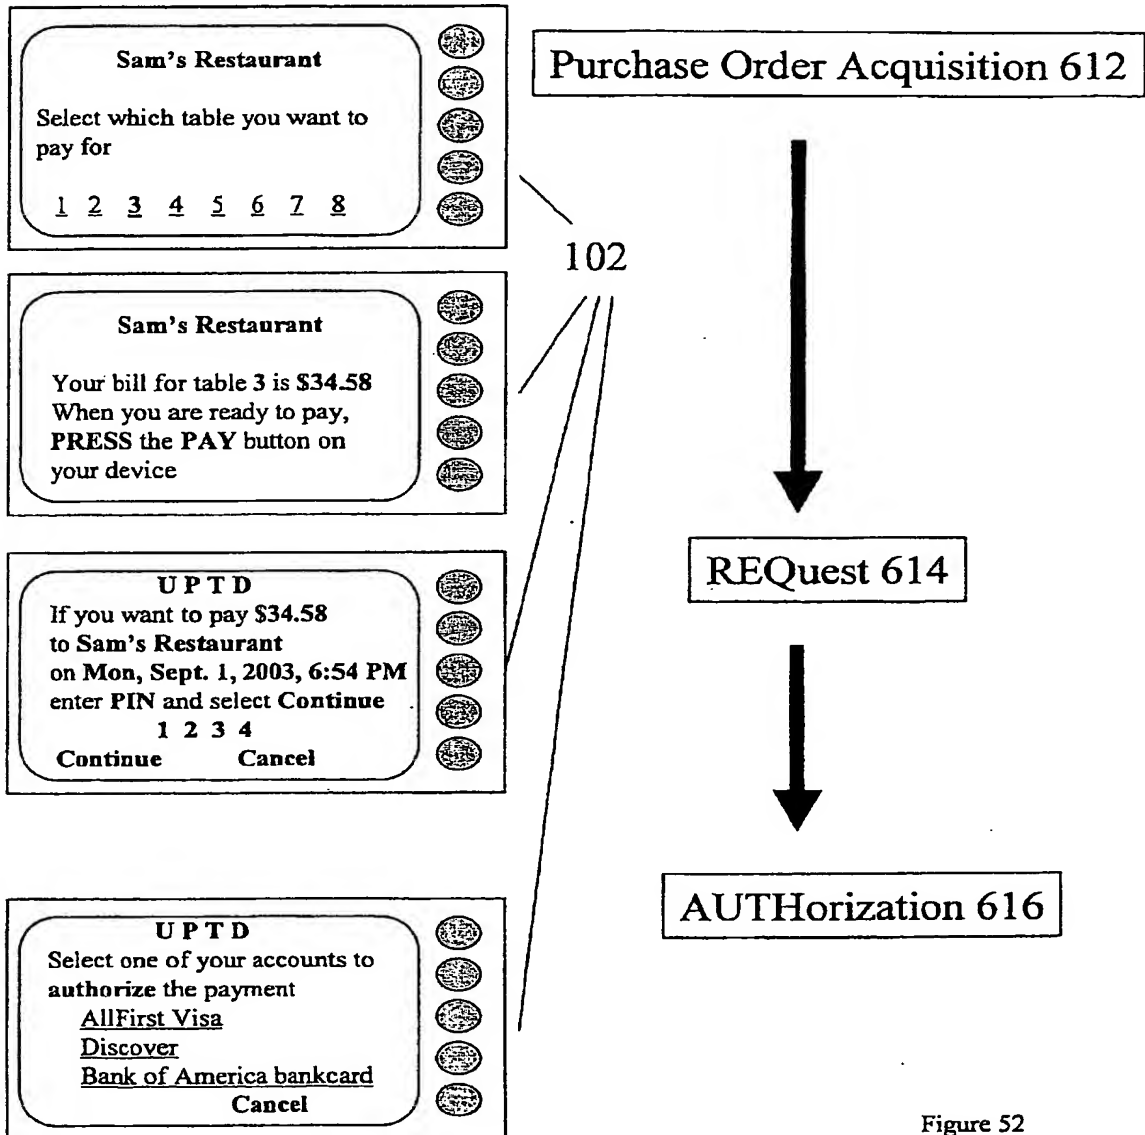 Sam's Restaurant
Select which table you want to
pay for
1 2 3 4 5 6 7 8
Purchase Order Acquisition 612
102
Sam's Restaurant
Your bill for table 3 is $34.58
When you are ready to pay,
PRESS the PAY button on
your device
REQuest 614
U P T D
If you want to pay $34.58
to Sam's Restaurant
on Mon, Sept. 1, 2003, 6:54 PM
enter PIN and select Continue
1 2 3 4
Continue Cancel
AUTHorization 616
U P T D
Select one of your accounts to
authorize the payment
AllFirst Visa
Discover
Bank of America bankcard
Cancel
Figure 52